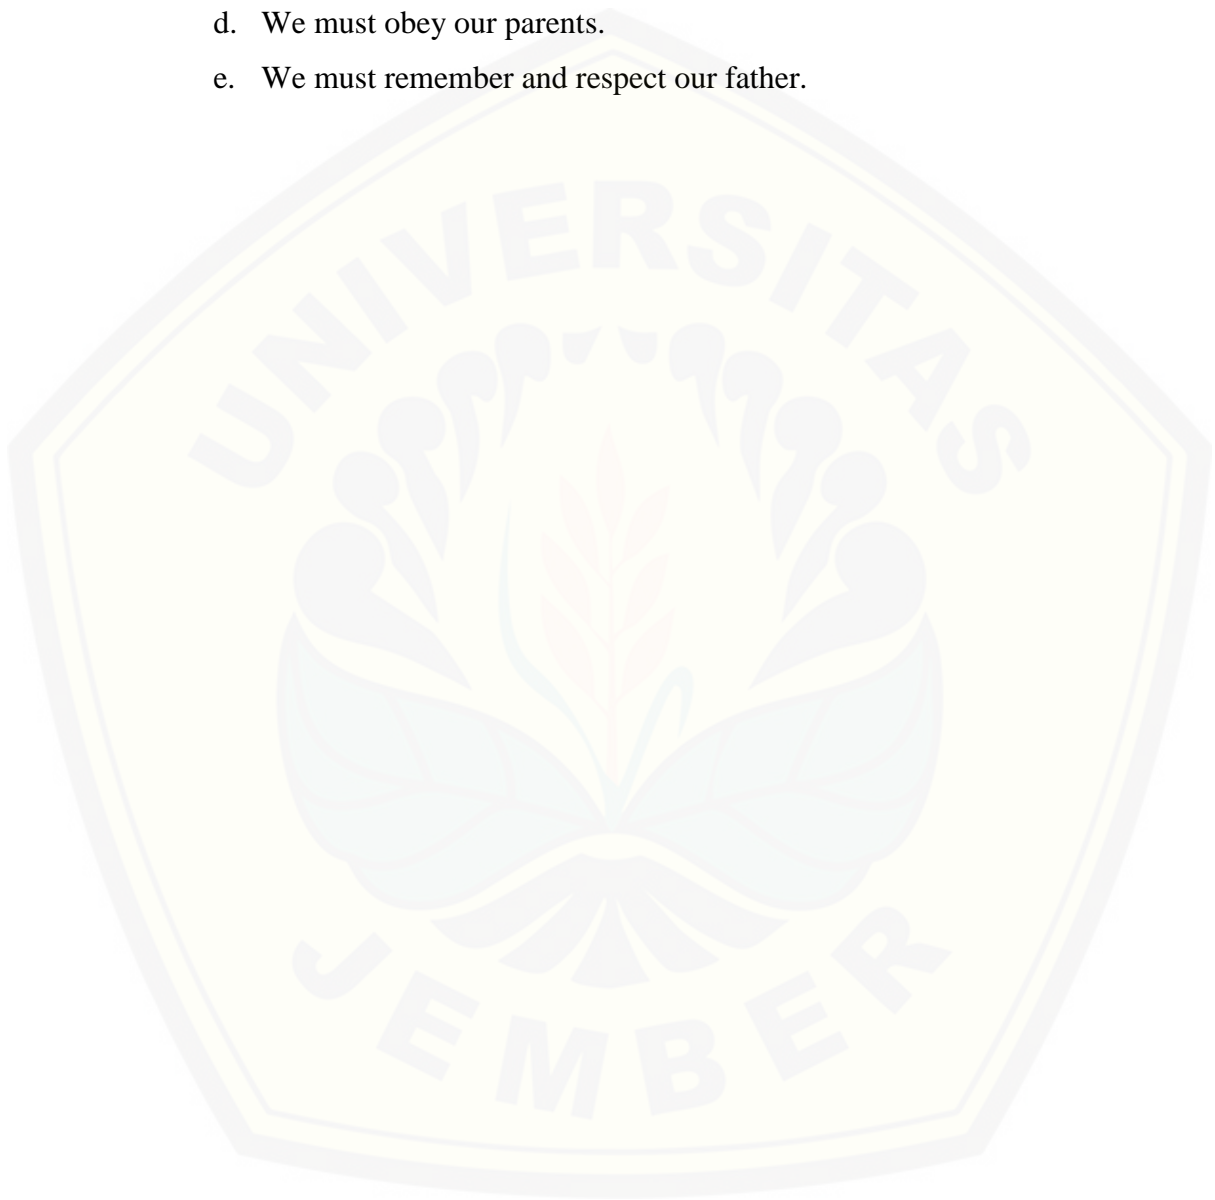 d. We must obey our parents.
e. We must remember and respect our father.
UNIVERSITAS
JEMBER